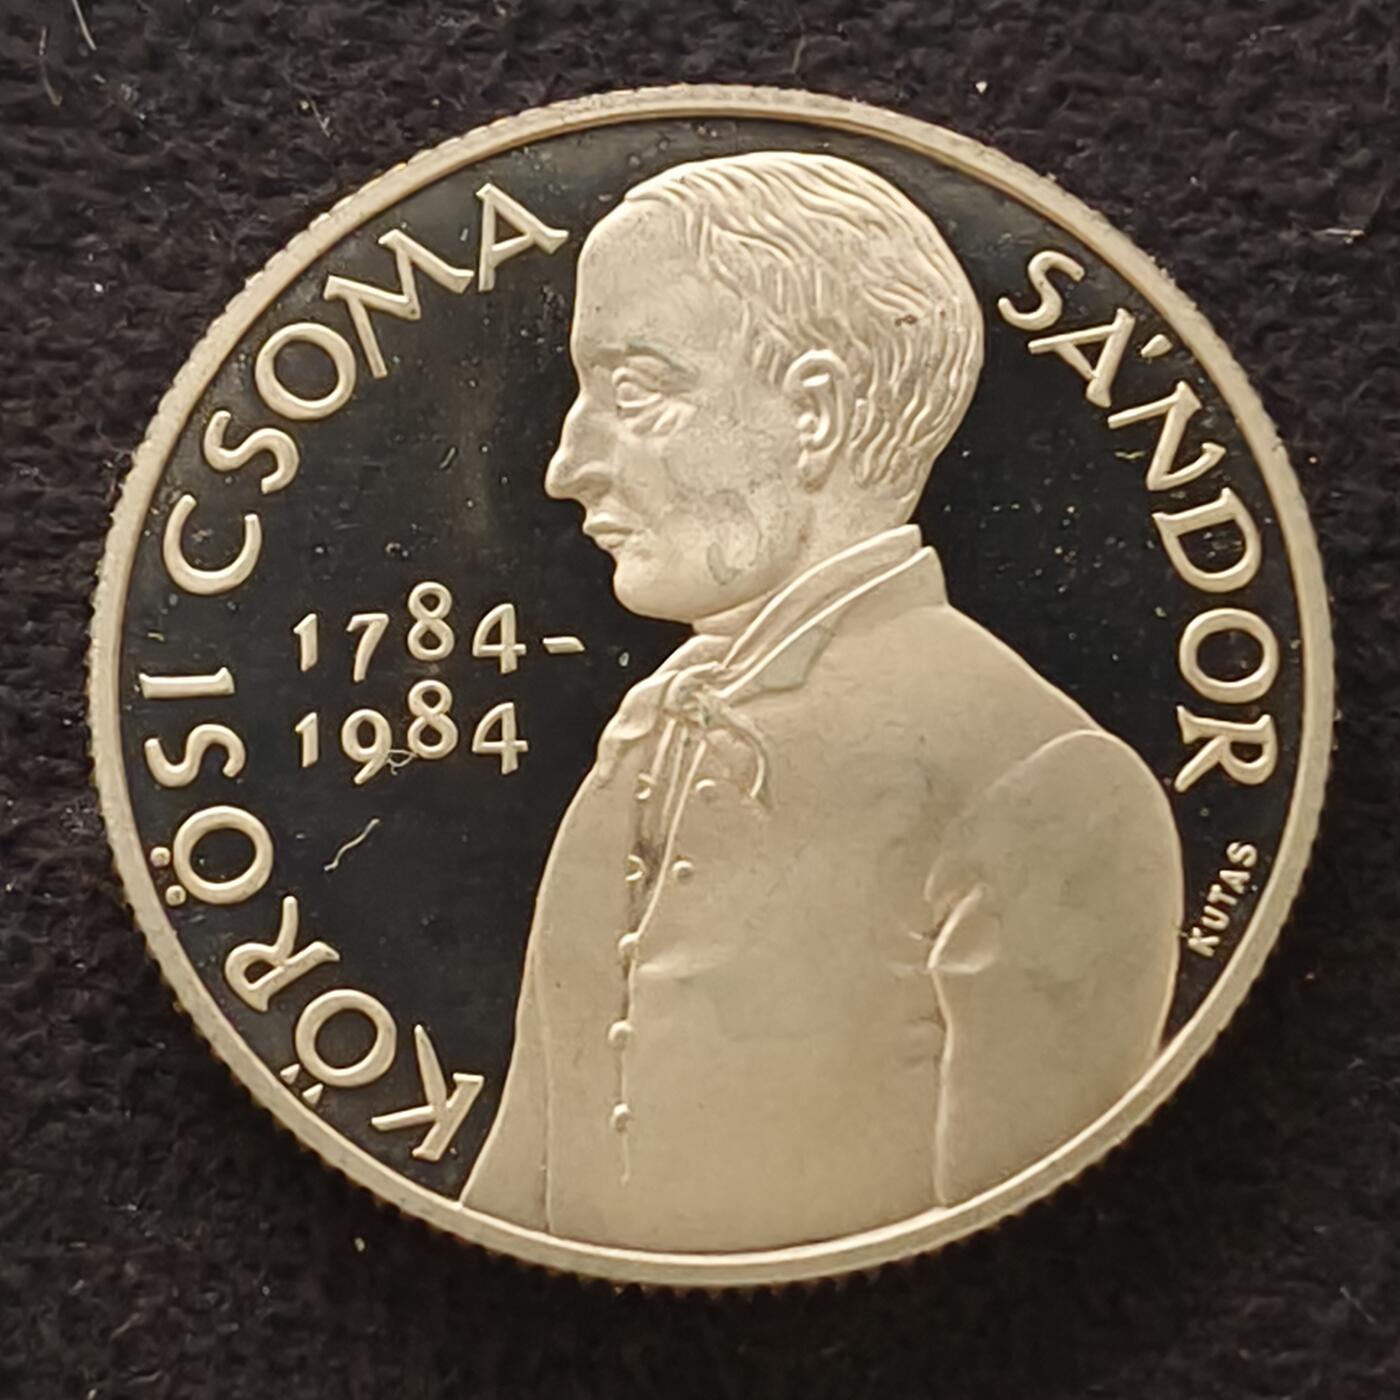 KŐRÖSI CSOMA SÁNDOR
1784-
1984
KUTAS